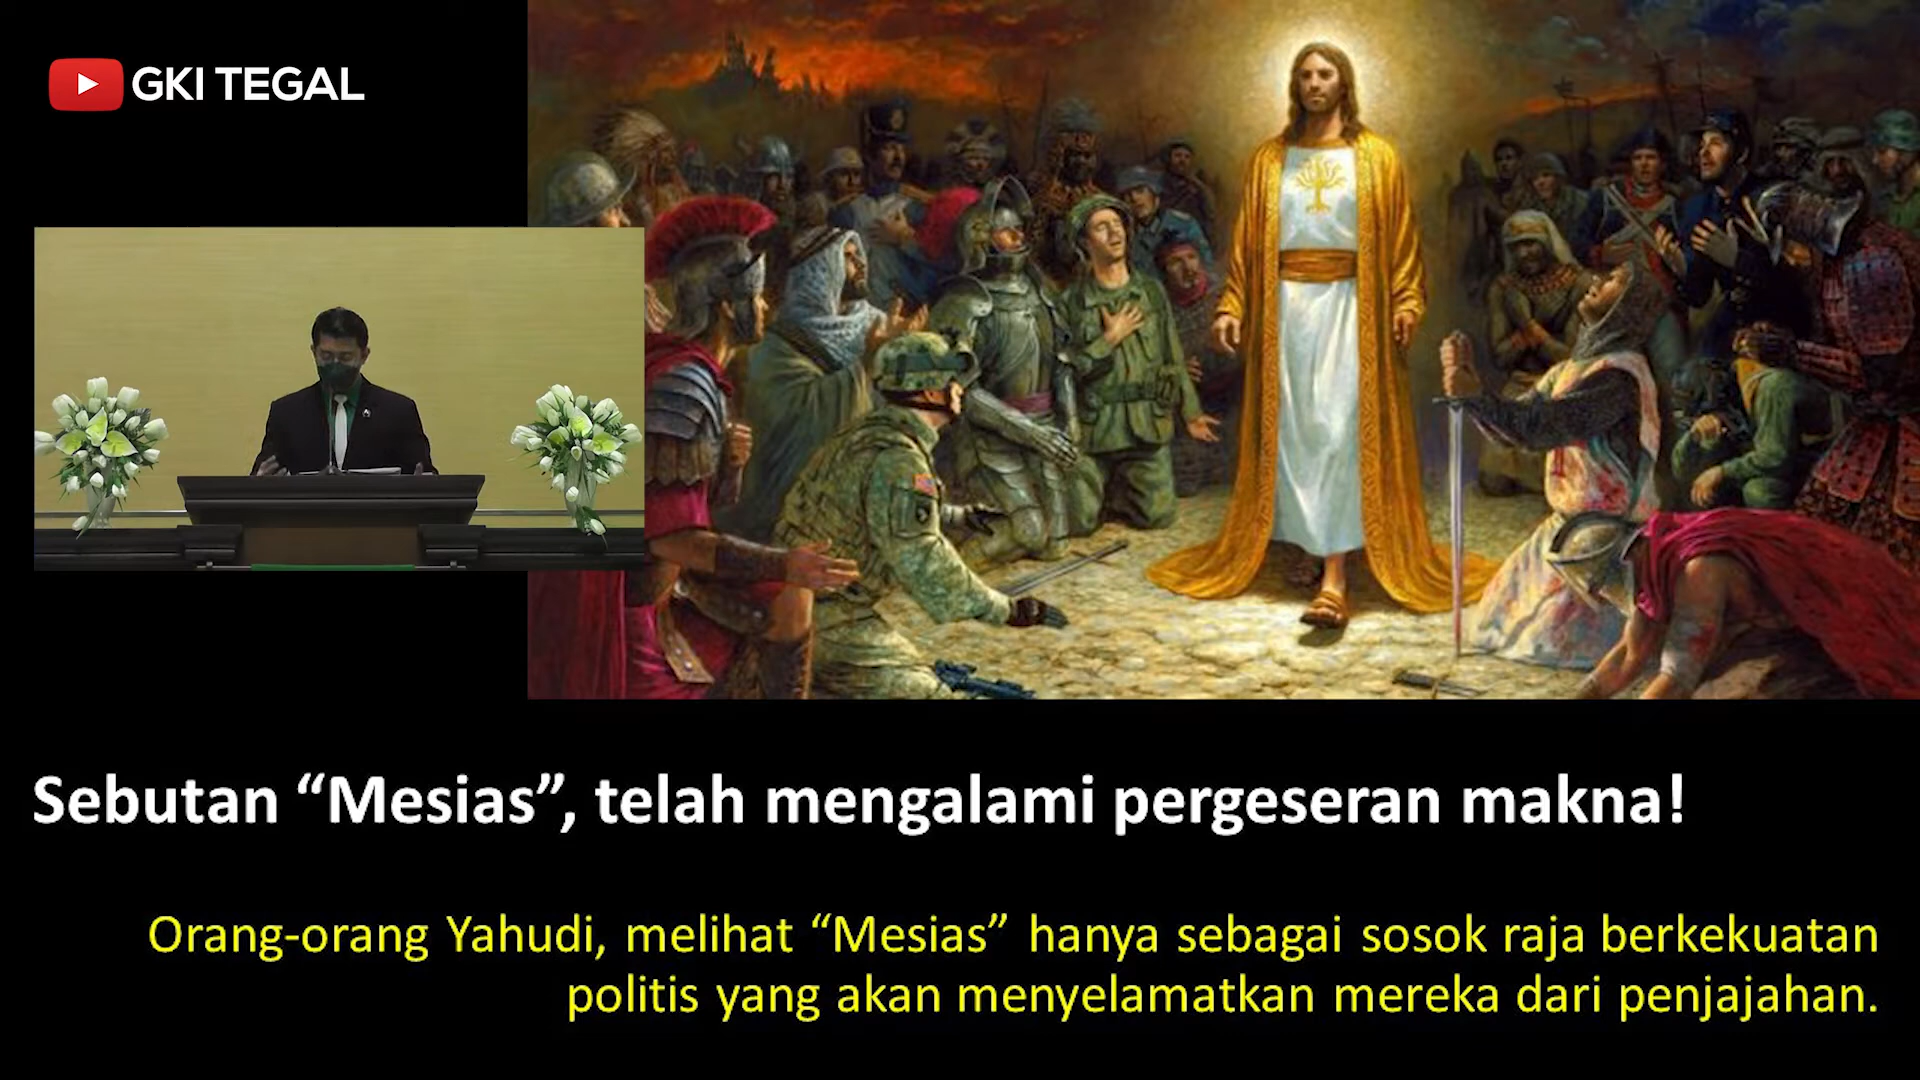 GKI TEGAL
Sebutan “Mesias”, telah mengalami pergeseran makna!
Orang-orang Yahudi, melihat “Mesias” hanya sebagai sosok raja berkekuatan
politis yang akan menyelamatkan mereka dari penjajahan.